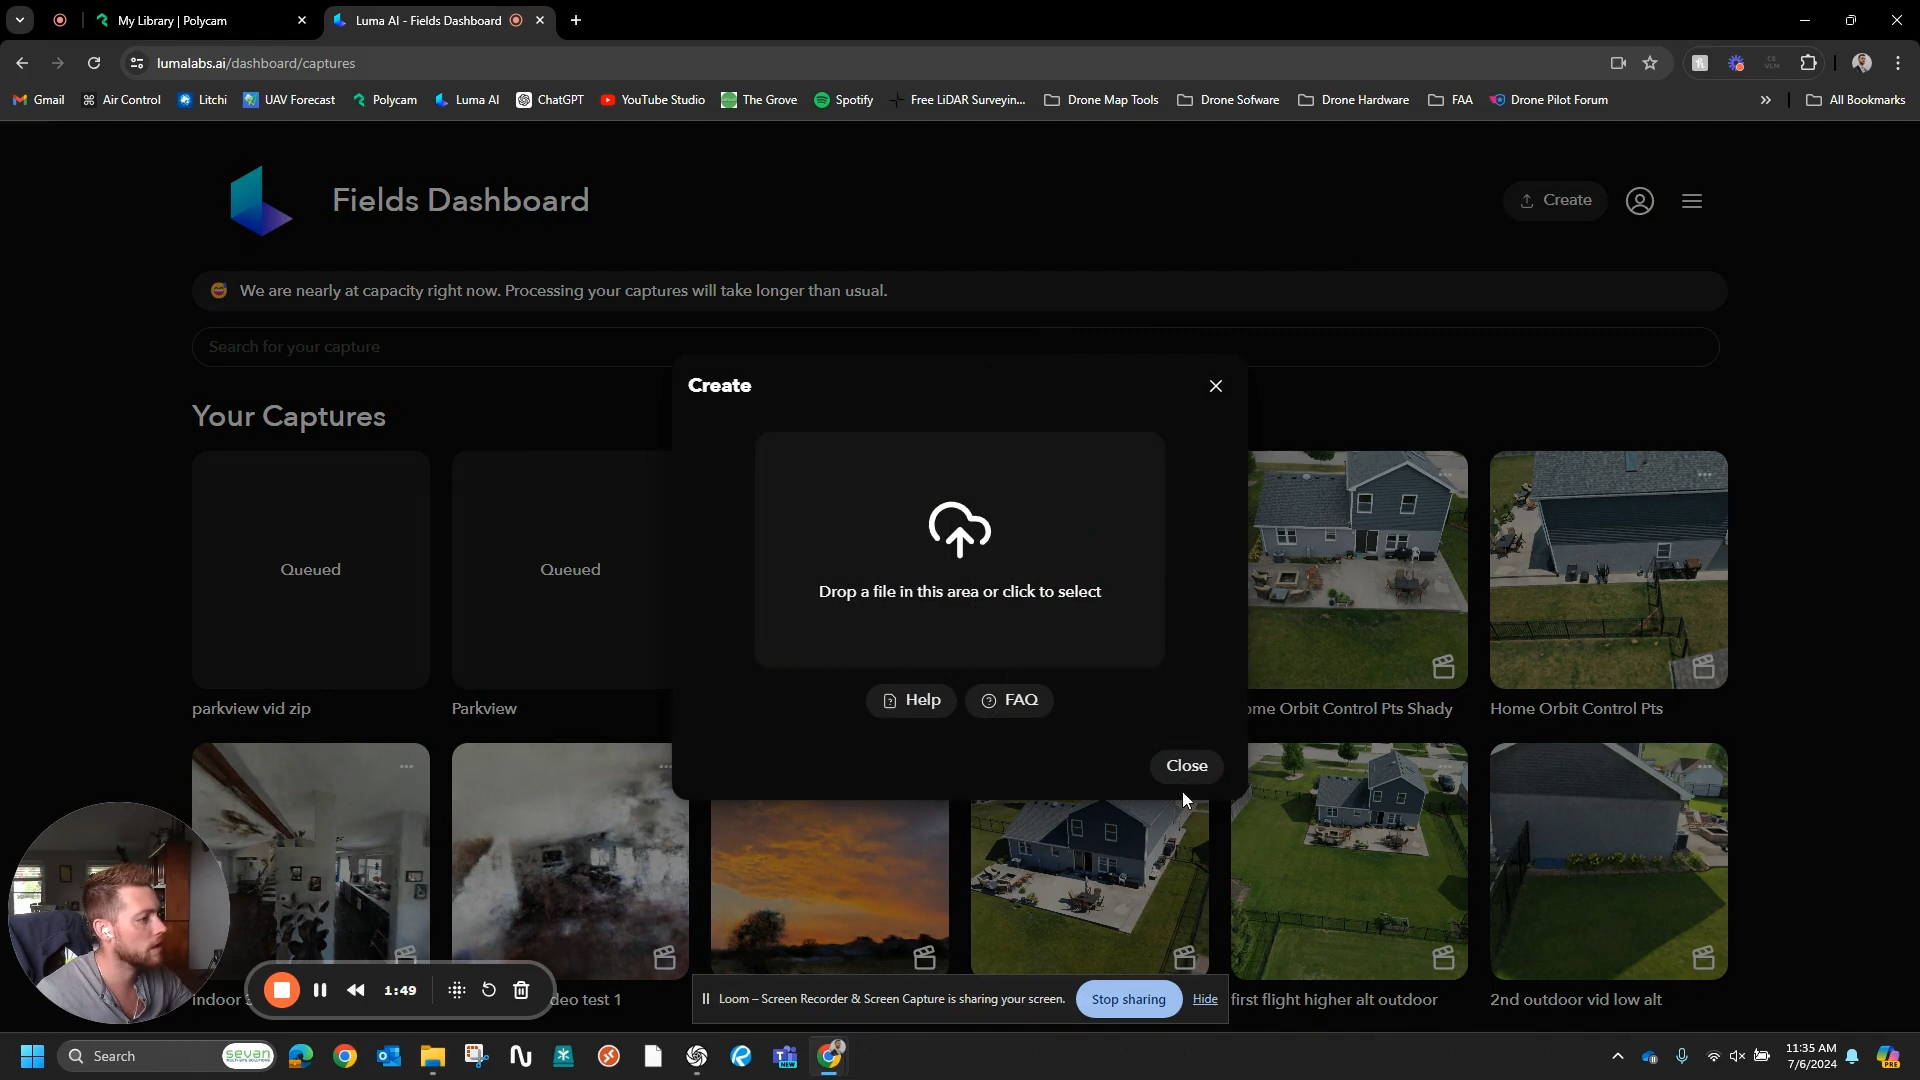 My Library | Polycam
Luma AI - Fields Dashboard
lumalabs.ai/dashboard/captures
Gmail
Air Control
Litchi
UAV Forecast
Polycam
Luma AI
ChatGPT
YouTube Studio
The Grove
Spotify
Free LiDAR Surveyin...
Drone Map Tools
Drone Sofware
Drone Hardware
FAA
Drone Pilot Forum
All Bookmarks
Fields Dashboard
Create
We are nearly at capacity right now. Processing your captures will take longer than usual.
Search for your capture
Create
Your Captures
Queued
Queued
Drop a file in this area or click to select
Help
FAQ
parkview vid zip
Parkview
ome Orbit Control Pts Shady
Home Orbit Control Pts
Close
1:49
Indoor
deo test 1
Loom – Screen Recorder & Screen Capture is sharing your screen.
Stop sharing
Hide
first flight higher alt outdoor
2nd outdoor vid low alt
Search
sevan
11:35 AM
7/6/2024